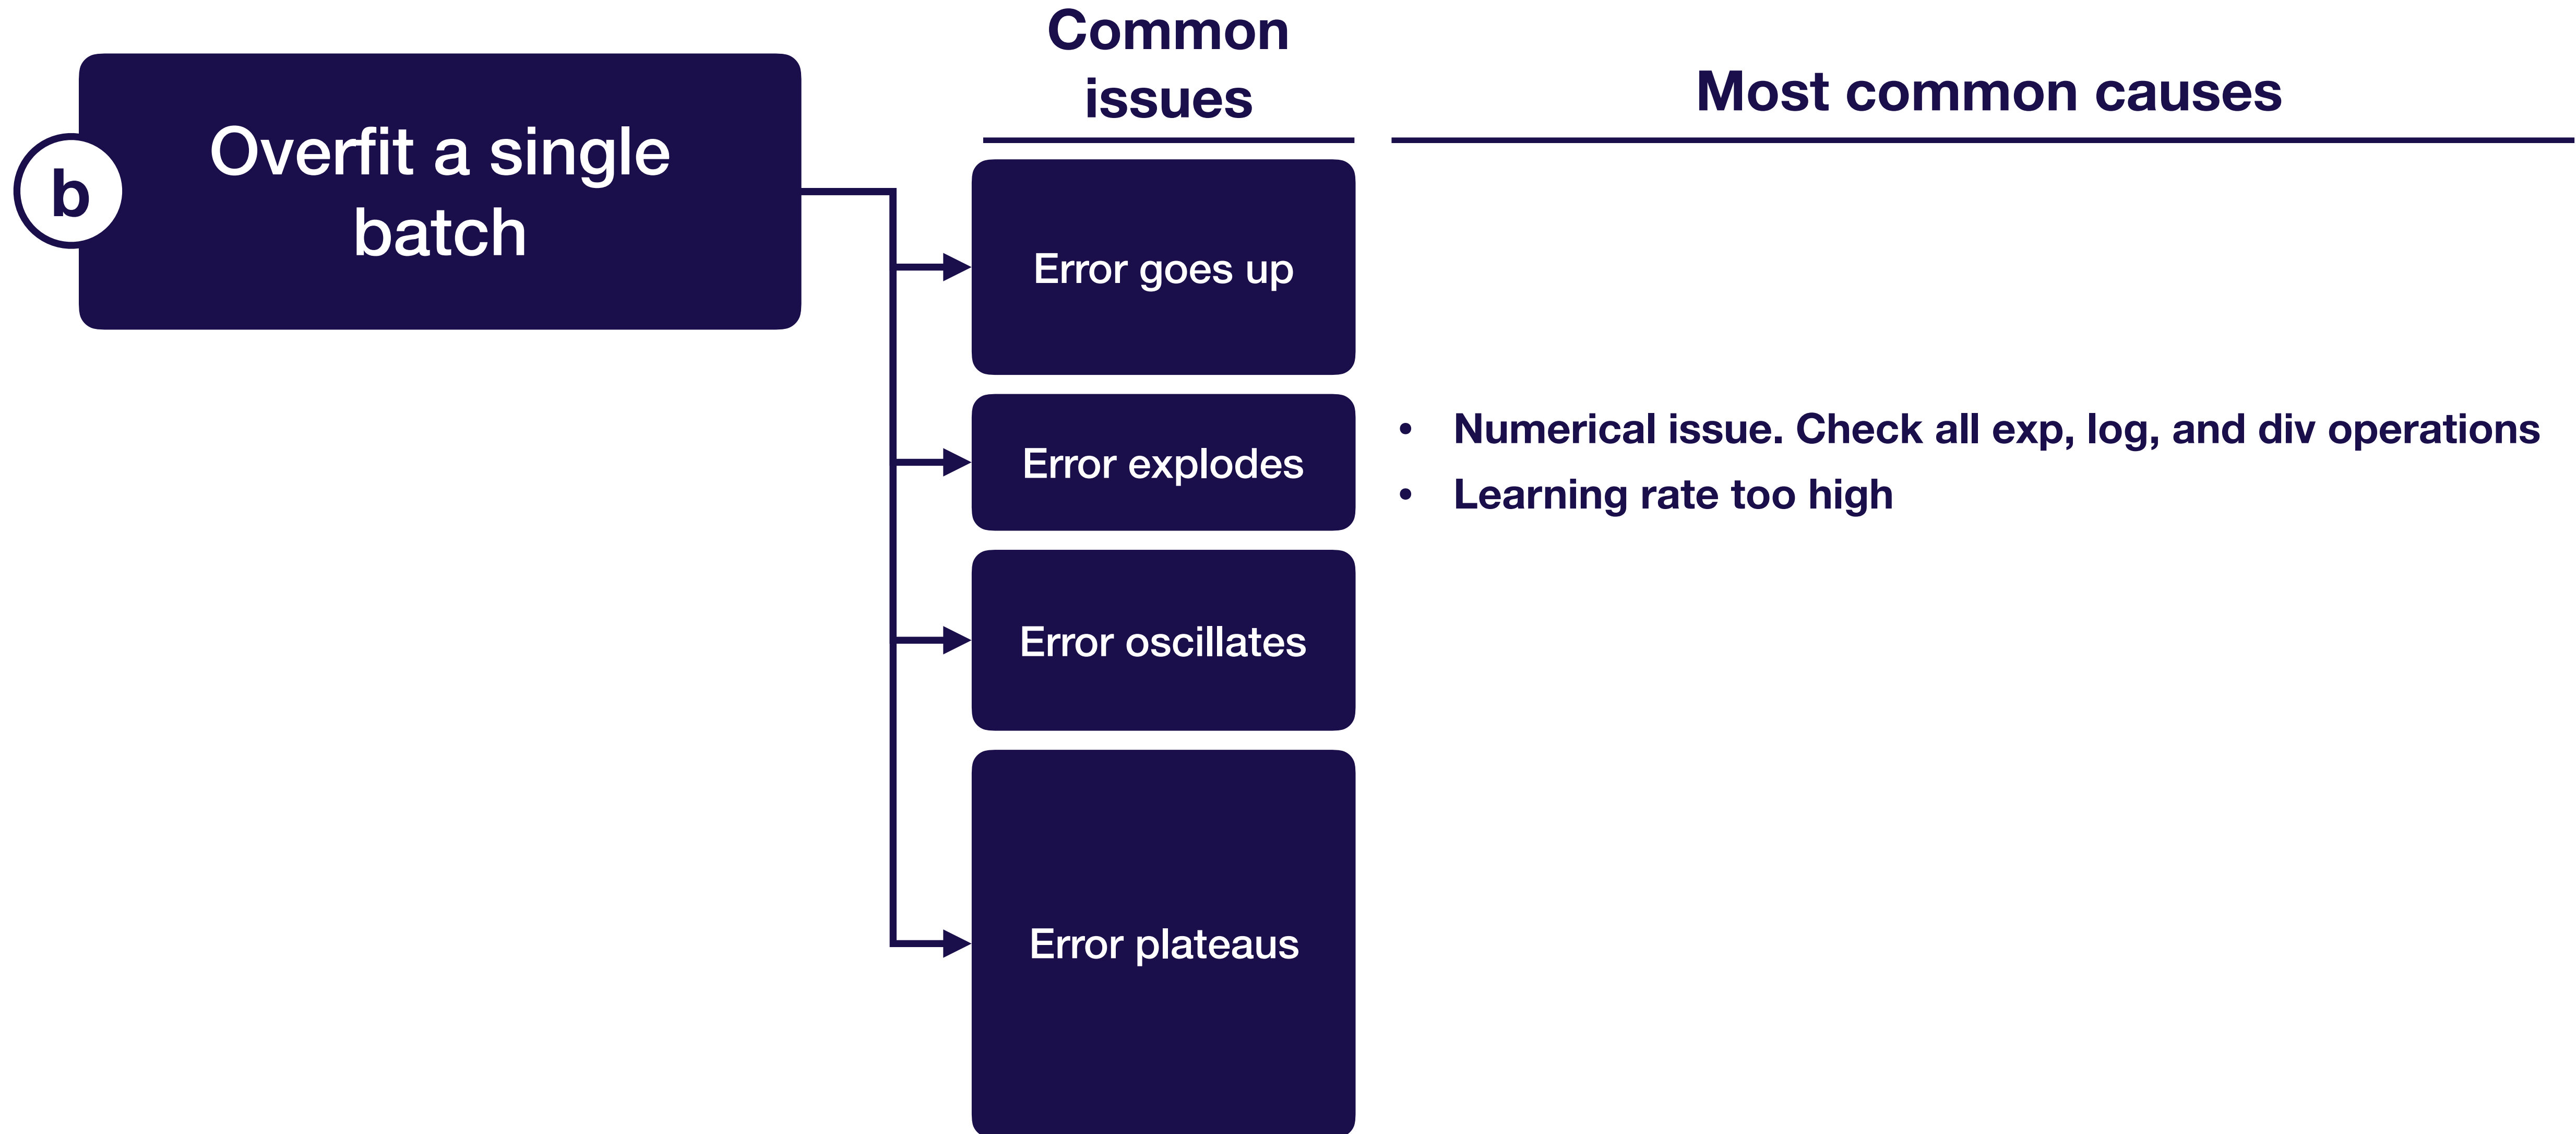 Common
issues
Most common causes
b
Overfit a single
batch
Error goes up
Error explodes
• Numerical issue. Check all exp, log, and div operations
• Learning rate too high
Error oscillates
Error plateaus